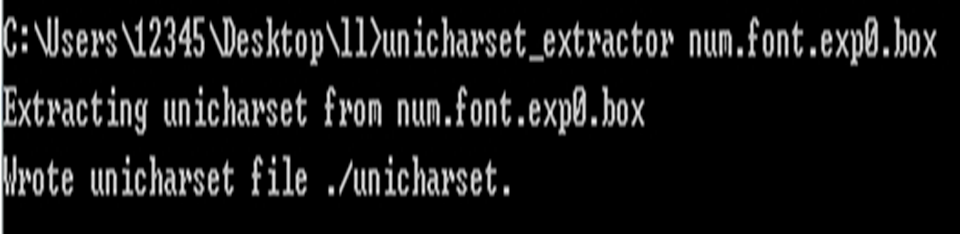 C:\Users\12345\Desktop\ll>unicharset_extractor num.font.exp0.box
Extracting unicharset from num.font.exp0.box
Wrote unicharset file ./unicharset.